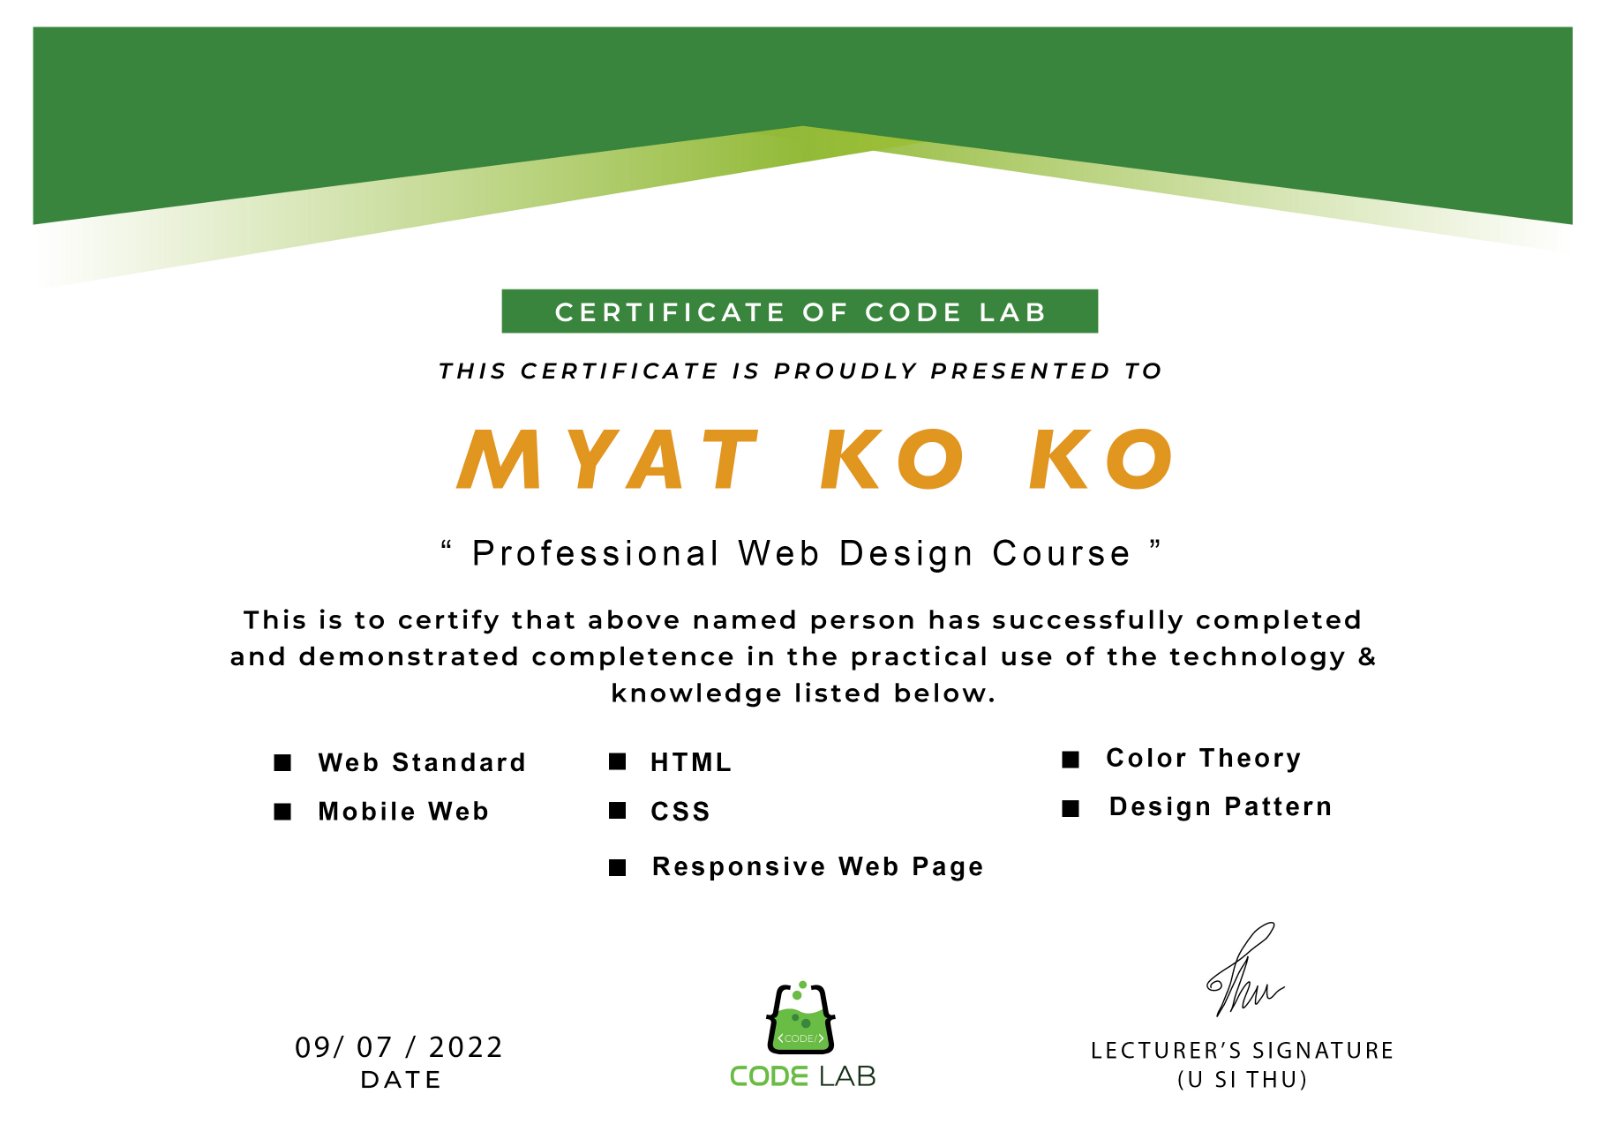 CERTIFICATE OF CODE LAB
THIS CERTIFICATE IS PROUDLY PRESENTED TO
MYAT KO KO
“ Professional Web Design Course ”
This is to certify that above named person has successfully completed
and demonstrated completence in the practical use of the technology &
knowledge listed below.
■ Web Standard
■ Mobile Web
■ HTML
■ CSS
■ Responsive Web Page
■ Color Theory
■ Design Pattern
09/ 07 / 2022
DATE
<CODE/>
CODE LAB
Thu
LECTURER’S SIGNATURE
(U SI THU)